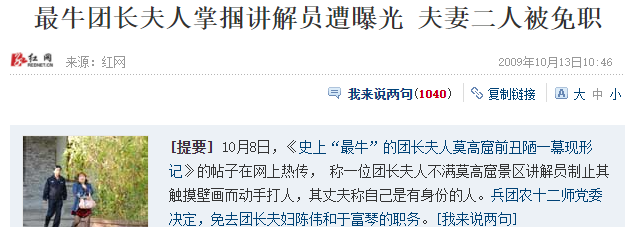 最牛团长夫人掌掴讲解员遭曝光 夫妻二人被免职
红网 REDNET.CN 来源：红网 2009年10月13日10:46
我来说两句(1040) 复制链接 A 大 中 小
[提要] 10月8日，《史上“最牛”的团长夫人莫高窟前丑陋一幕现形
记》的帖子在网上热传， 称一位团长夫人不满莫高窟景区讲解员制止其
触摸壁画而动手打人，其丈夫称自己是有身份的人。兵团农十二师党委
决定，免去团长夫妇陈伟和于富琴的职务。[我来说两句]